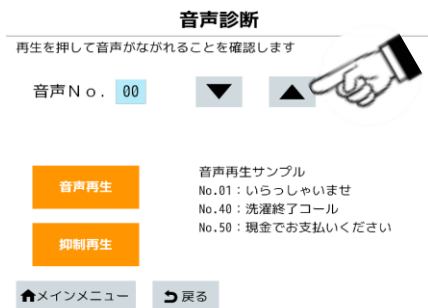 音声診断
再生を押して音声がながれることを確認します
音声No. 00 ▼ ▲
音声再生サンプル
No.01：いらっしゃいませ
No.40：洗濯終了コール
No.50：現金でお支払いください
音声再生
抑制再生
メインメニュー 戻る